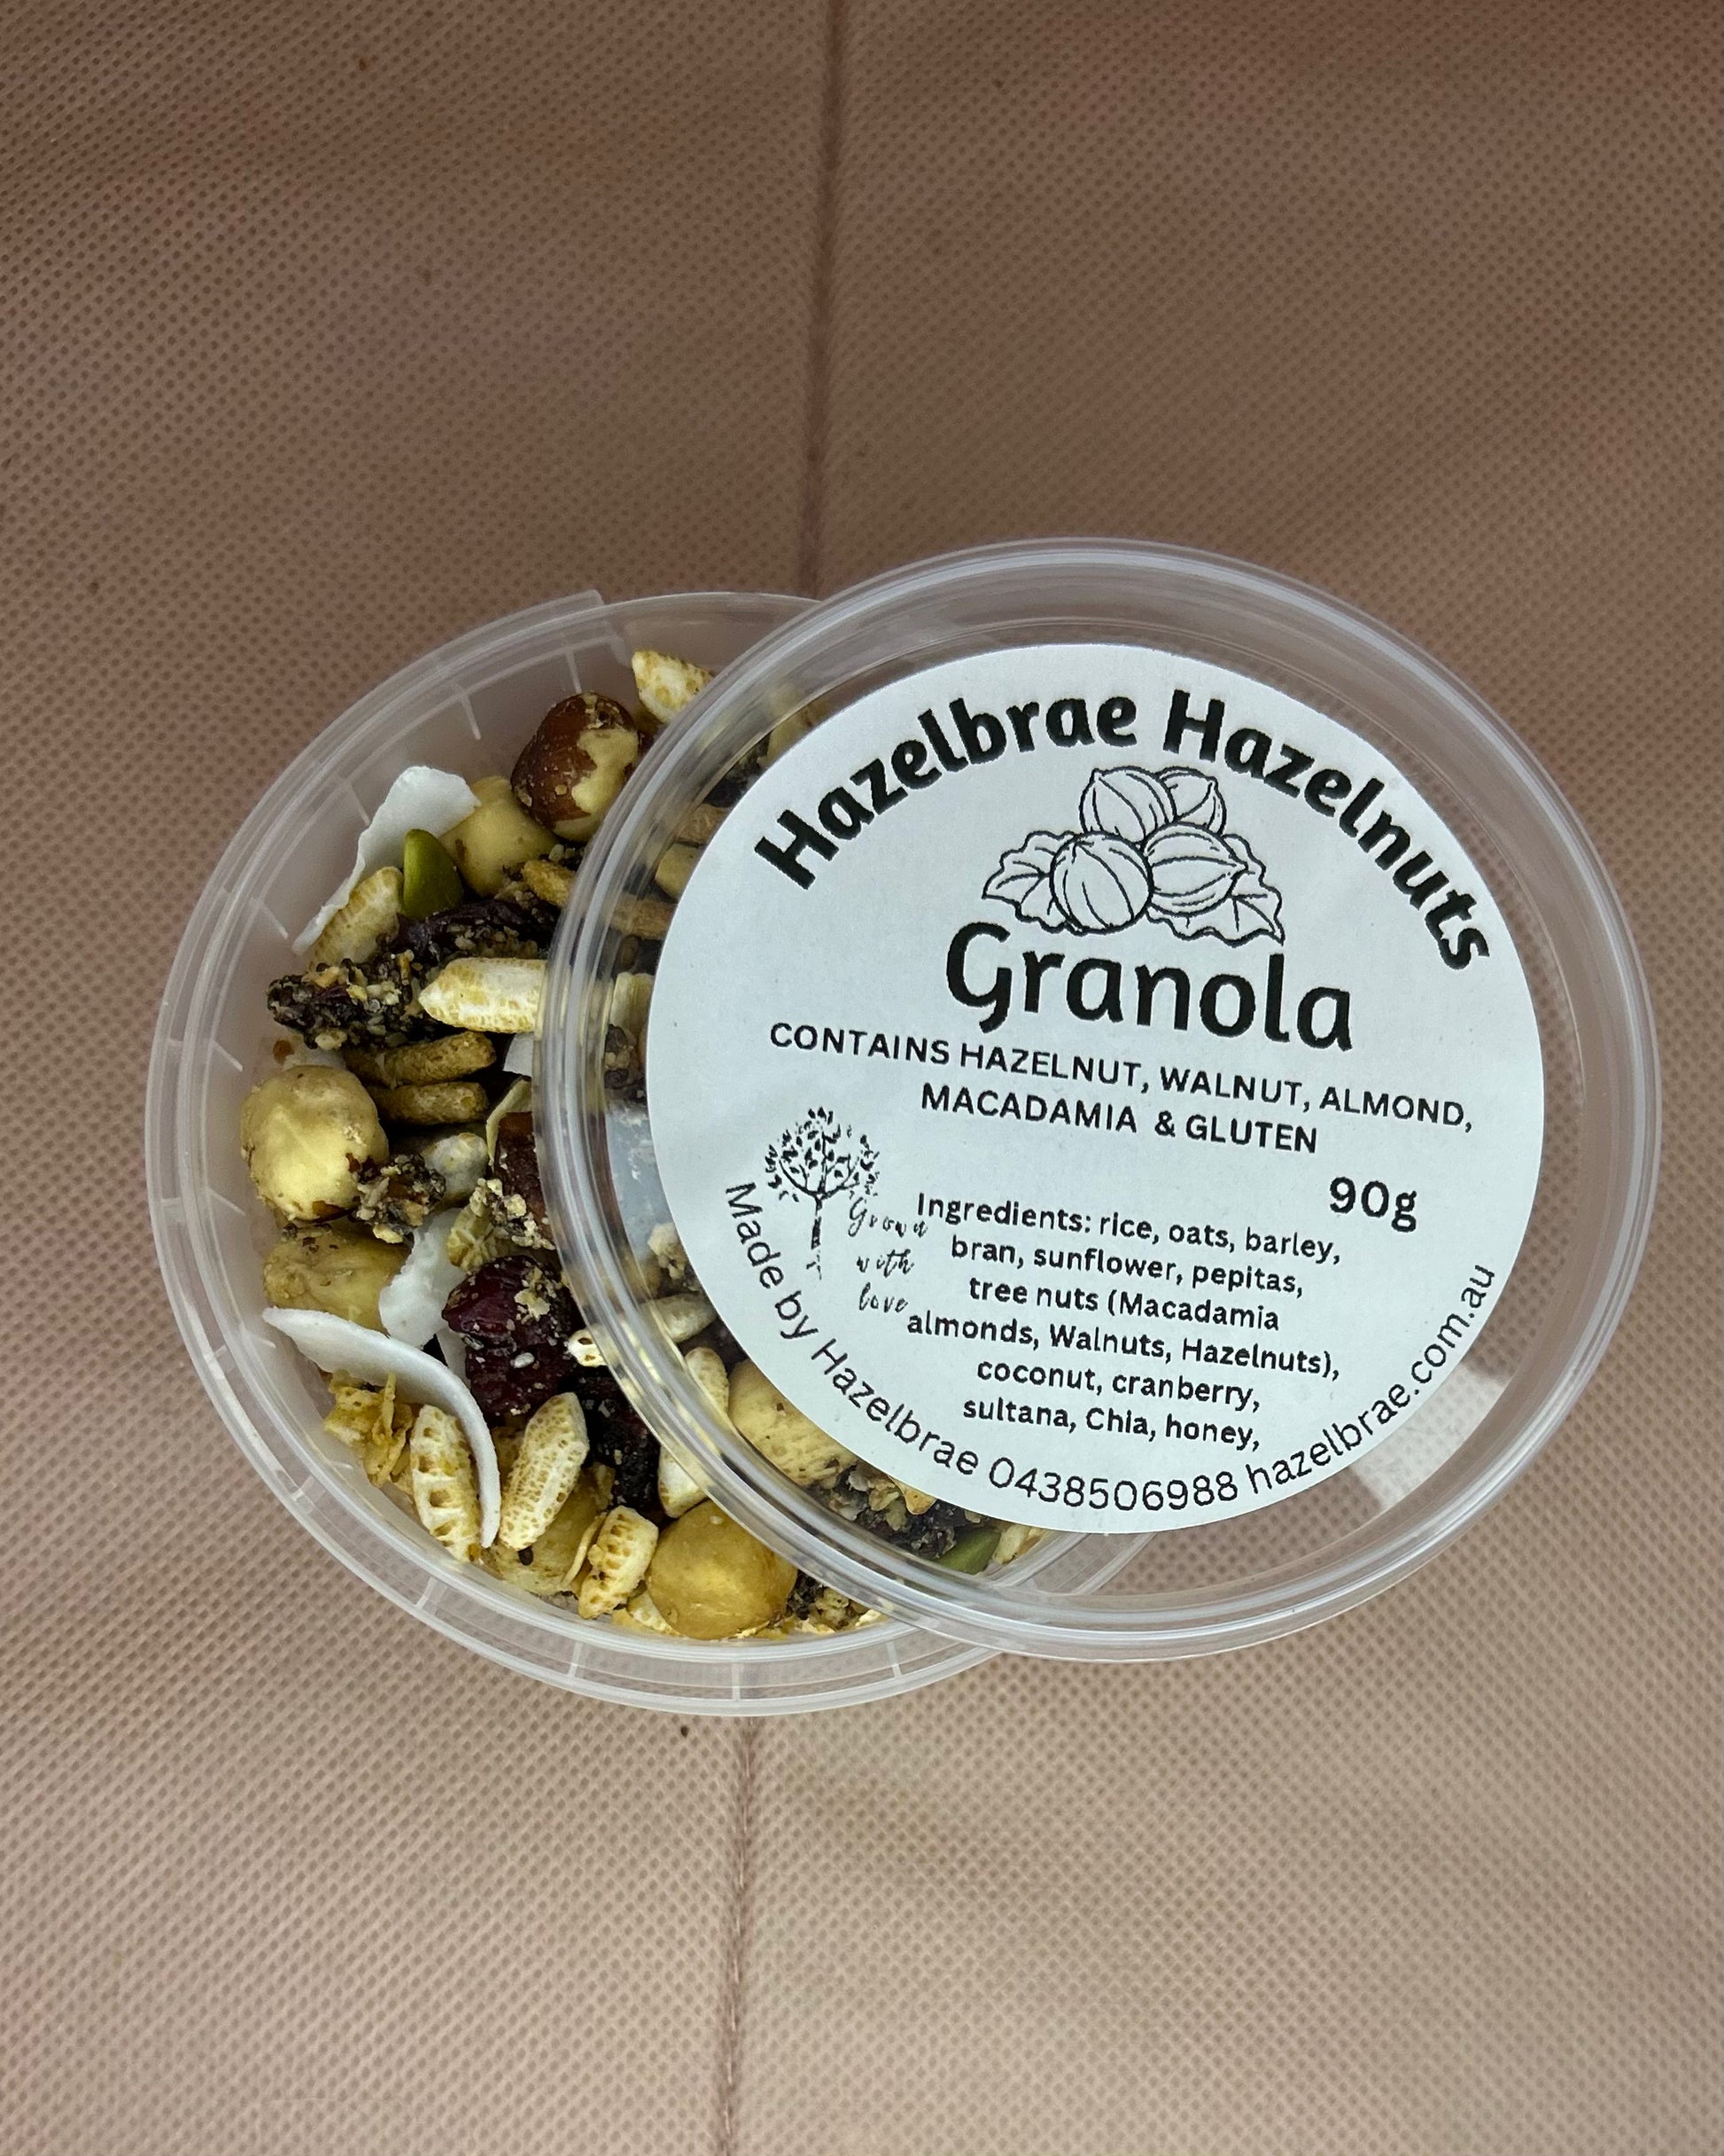 Hazelbrae Hazelnuts
Granola
CONTAINS HAZELNUT, WALNUT, ALMOND,
MACADAMIA & GLUTEN
90g
Grown
with
love
Ingredients: rice, oats, barley,
bran, sunflower, pepitas,
tree nuts (Macadamia
almonds, Walnuts, Hazelnuts),
coconut, cranberry,
sultana, Chia, honey,
Made by Hazelbrae 0438506988 hazelbrae.com.au